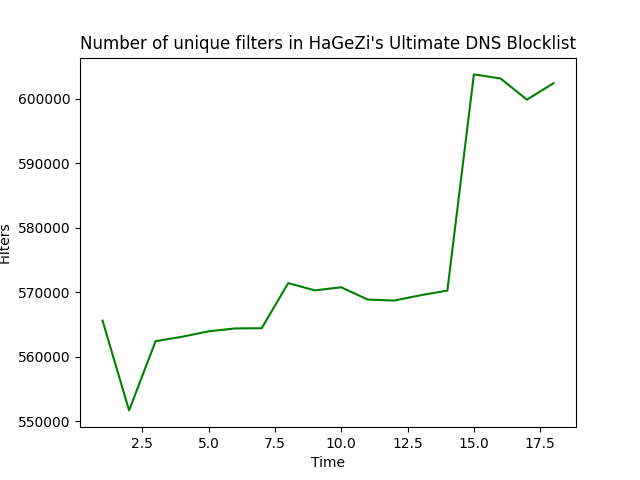 Number of unique filters in HaGeZi's Ultimate DNS Blocklist
600000
590000
580000
570000
560000
550000
Filters
2.5 5.0 7.5 10.0 12.5 15.0 17.5
Time